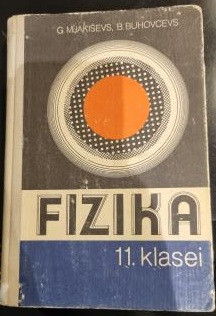 G. MJAKIŠEVS, B. BUHOVCEVS
FIZIKA
11. klasei